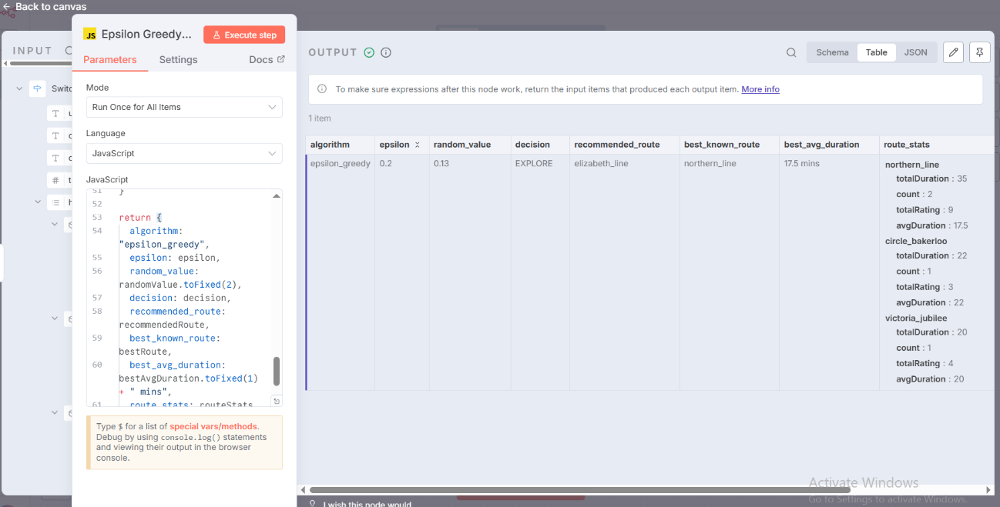 Back to canvas
INPUT
Switc
T
T
T
#
JS Epsilon Greedy...
Execute step
Parameters Settings Docs
Mode
Run Once for All Items
Language
JavaScript
JavaScript
51 }
52
53 return {
54 algorithm:
"epsilon_greedy",
55 epsilon: epsilon,
56 random_value:
randomValue.toFixed(2),
57 decision: decision,
58 recommended_route:
recommendedRoute,
59 best_known_route:
bestRoute,
60 best_avg_duration:
bestAvgDuration.toFixed(1)
+ " mins",
61 route_stats: routeStats
Type $ for a list of special vars/methods.
Debug by using console.log() statements
and viewing their output in the browser
console.
OUTPUT
Schema Table JSON
To make sure expressions after this node work, return the input items that produced each output item. More info
1 item
algorithm epsilon random_value decision recommended_route best_known_route best_avg_duration route_stats
epsilon_greedy 0.2 0.13 EXPLORE elizabeth_line northern_line 17.5 mins northern_line
totalDuration : 35
count : 2
totalRating : 9
avgDuration : 17.5
circle_bakerloo
totalDuration : 22
count : 1
totalRating : 3
avgDuration : 22
victoria_jubilee
totalDuration : 20
count : 1
totalRating : 4
avgDuration : 20
I wish this node would
Activate Windows
Go to Settings to activate Windows.